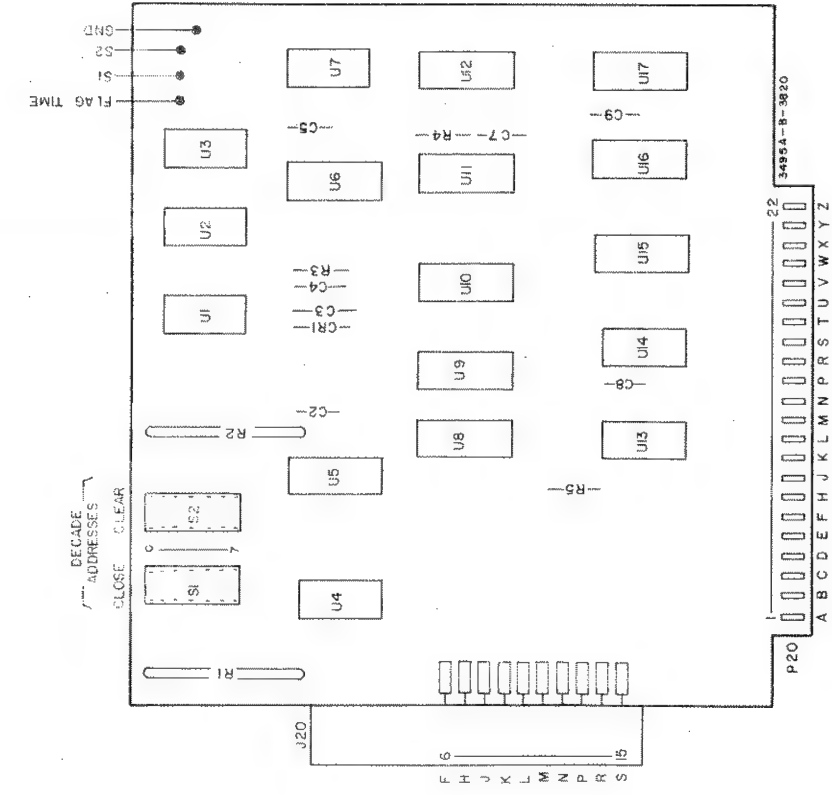 GND
S2
S1
FLAG TIME
U7
U12
U17
C5
R4
C7
C9
U3
U6
U11
U16
3495A-B-3820
U2
U15
22
R3
C4
C3
CR1
U10
U1
U14
C8
U9
C2
R2
U8
U13
U5
R5
DECADE
ADDRESSES
CLEAR
CLOSE
S2
0
7
S1
U4
R1
J20
6
15
F
H
J
K
L
M
N
P
R
S
P20
1
A B C D E F H J K L M N P R S T U V W X Y Z